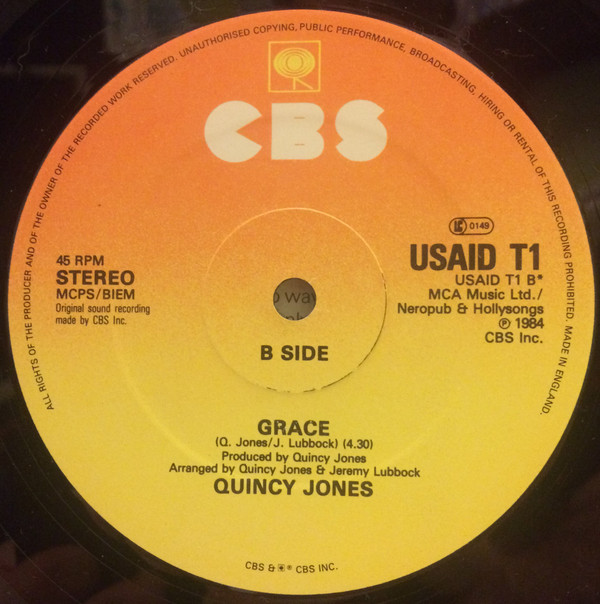 ALL RIGHTS OF THE PRODUCER AND OF THE OWNER OF THE RECORDED WORK RESERVED. UNAUTHORISED COPYING, PUBLIC PERFORMANCE, BROADCASTING, HIRING OR RENTAL OF THIS RECORDING PROHIBITED. MADE IN ENGLAND.
CBS
45 RPM
STEREO
MCPS/BIEM
Original sound recording
made by CBS Inc.
LC 0149
USAID T1
USAID T1 B*
MCA Music Ltd./
Neropub & Hollysongs
℗ 1984
CBS Inc.
B SIDE
GRACE
(Q. Jones/J. Lubbock) (4.30)
Produced by Quincy Jones
Arranged by Quincy Jones & Jeremy Lubbock
QUINCY JONES
CBS & ® CBS INC.